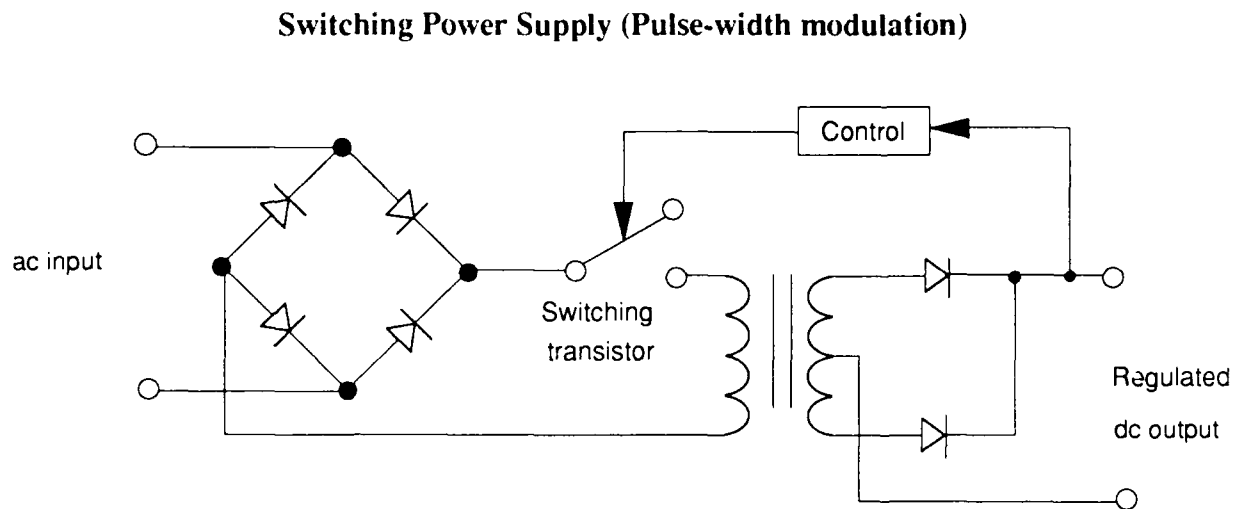 Switching Power Supply (Pulse-width modulation)
Control
ac input
Switching
transistor
Regulated
dc output